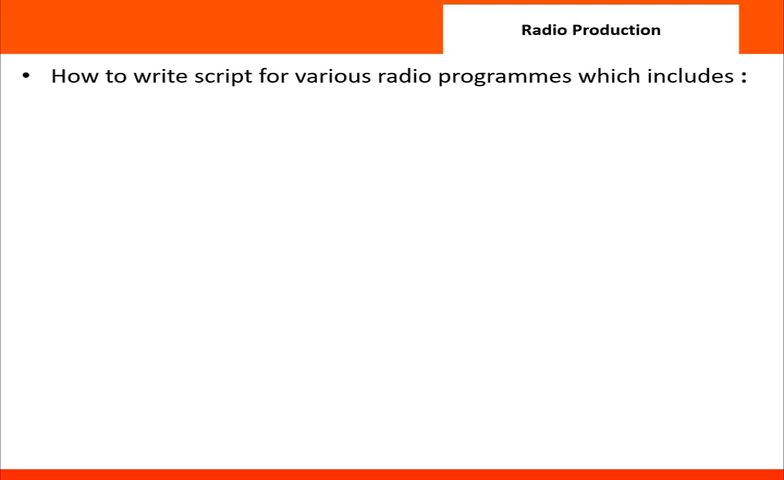 Radio Production
• How to write script for various radio programmes which includes :